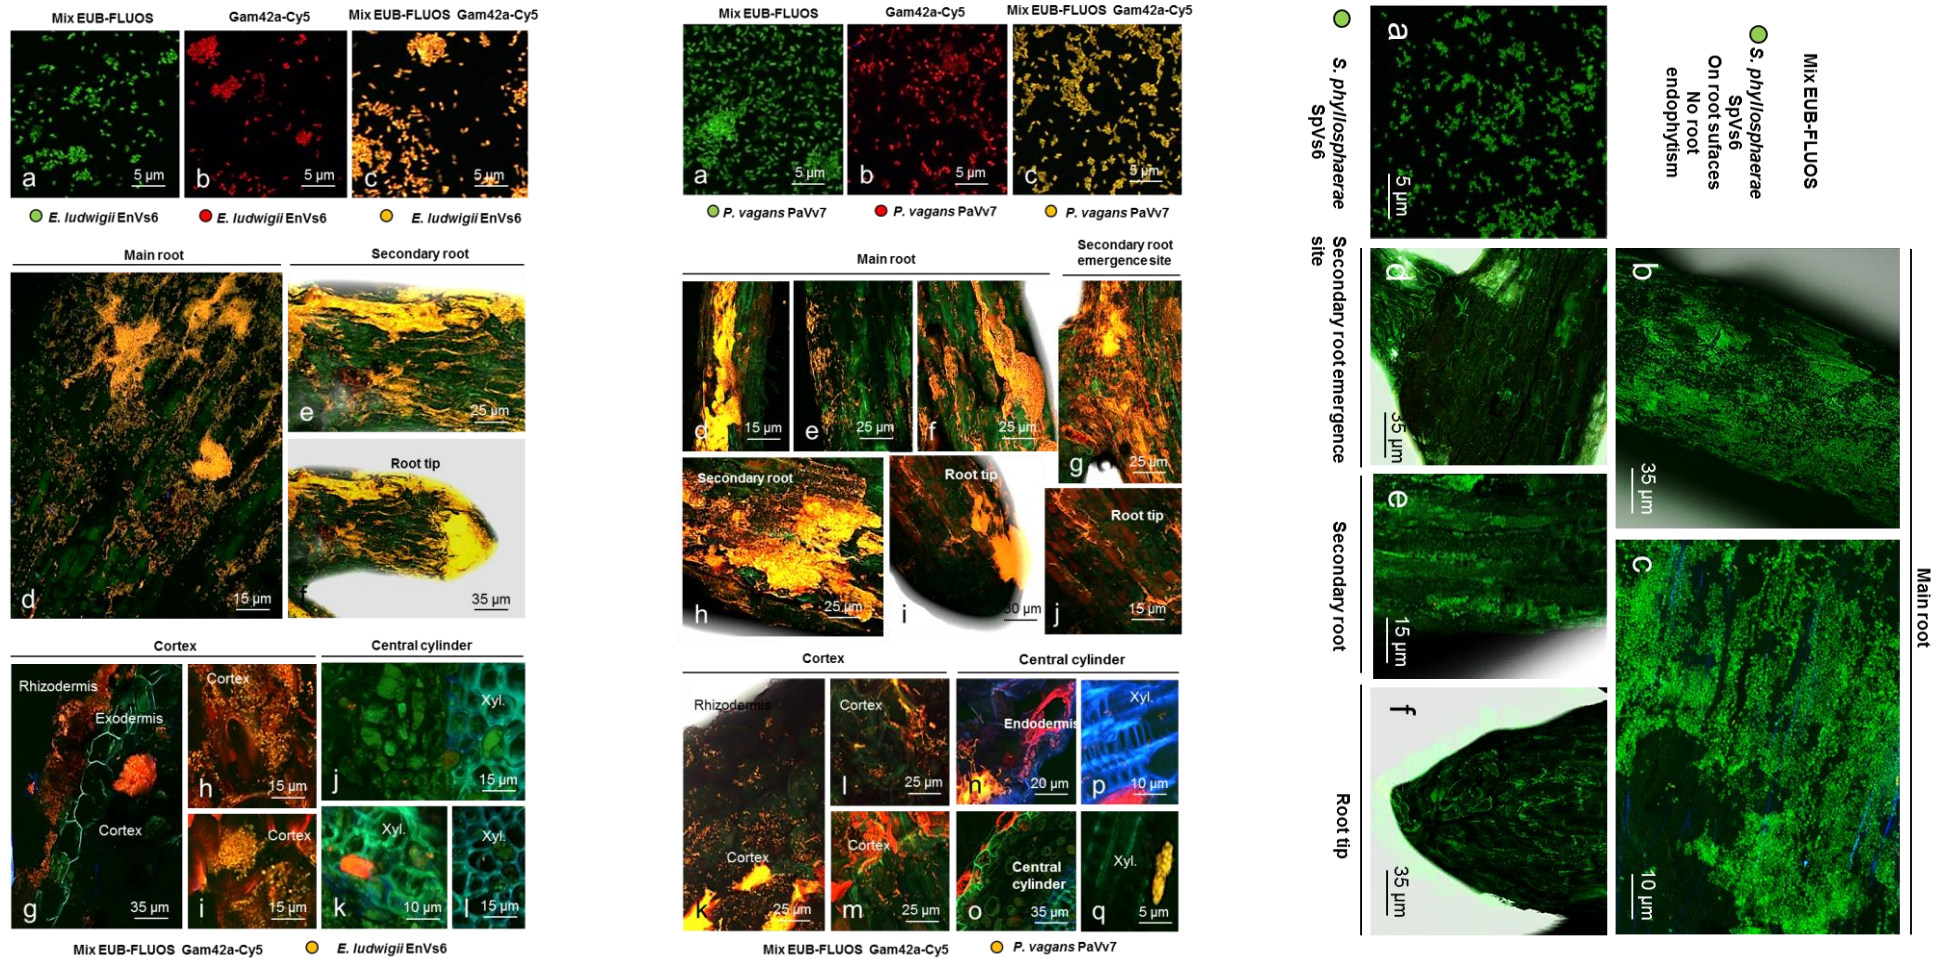 Mix EUB-FLUOS
Gam42a-Cy5
Mix EUB-FLUOS Gam42a-Cy5
a
5 µm
b
5 µm
c
5 µm
E. ludwigii EnVs6
E. ludwigii EnVs6
E. ludwigii EnVs6
Main root
Secondary root
d
15 µm
e
25 µm
Root tip
f
35 µm
Cortex
Central cylinder
Rhizodermis
Exodermis
Cortex
g
35 µm
Cortex
h
15 µm
Cortex
i
15 µm
Xyl.
j
15 µm
Xyl.
k
10 µm
Xyl.
l
15 µm
Mix EUB-FLUOS Gam42a-Cy5
E. ludwigii EnVs6
Mix EUB-FLUOS
Gam42a-Cy5
Mix EUB-FLUOS Gam42a-Cy5
a
5 µm
b
5 µm
c
5 µm
P. vagans PaVv7
P. vagans PaVv7
P. vagans PaVv7
Main root
Secondary root
emergence site
d
15 µm
e
25 µm
f
25 µm
g
25 µm
Secondary root
h
25 µm
Root tip
i
30 µm
Root tip
j
15 µm
Cortex
Central cylinder
Rhizodermis
Cortex
k
25 µm
Cortex
l
25 µm
Cortex
m
25 µm
Endodermis
n
20 µm
Xyl.
p
10 µm
Central
cylinder
o
35 µm
Xyl.
q
5 µm
Mix EUB-FLUOS Gam42a-Cy5
P. vagans PaVv7
Mix EUB-FLUOS
S. phyllosphaerae
SpVs6
On root sufaces
No root
endophytism
a
5 µm
S. phyllosphaerae
SpVs6
Main root
b
35 µm
c
10 µm
d
35 µm
Secondary root emergence
site
e
15 µm
Secondary root
f
35 µm
Root tip